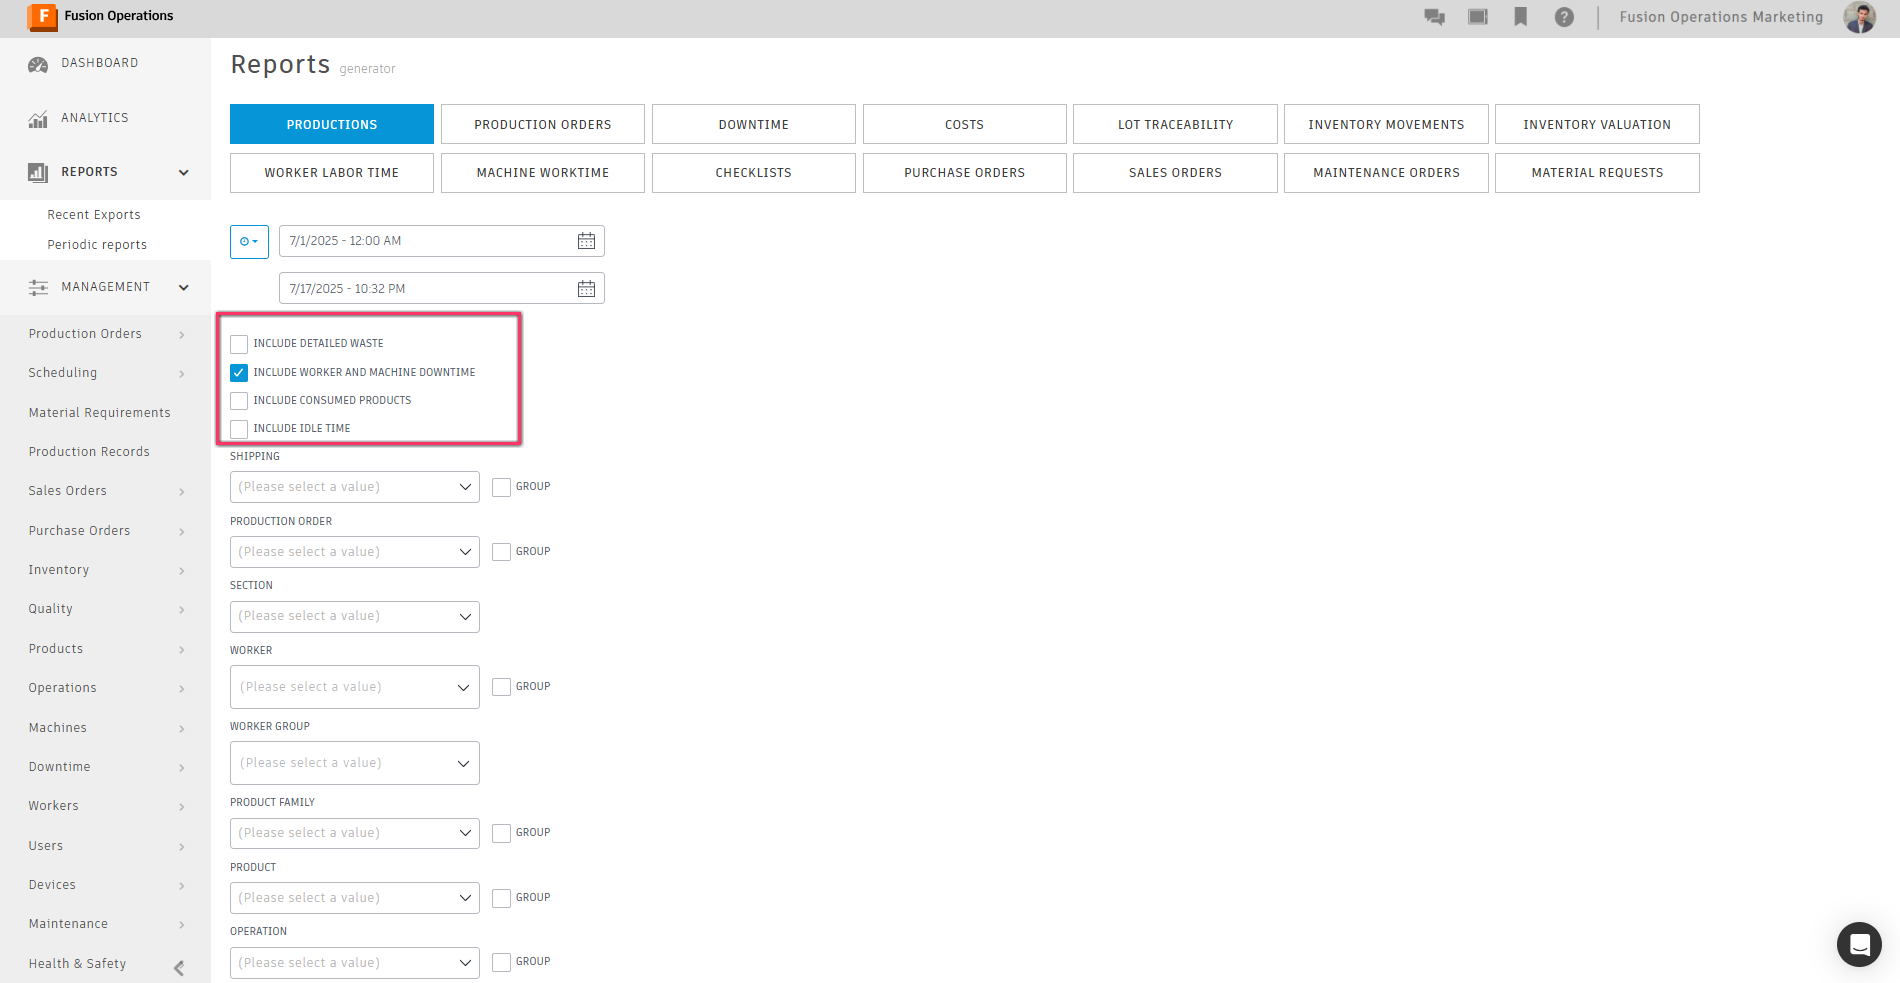 F Fusion Operations
Fusion Operations Marketing
DASHBOARD
ANALYTICS
REPORTS
Recent Exports
Periodic reports
MANAGEMENT
Production Orders
Scheduling
Material Requirements
Production Records
Sales Orders
Purchase Orders
Inventory
Quality
Products
Operations
Machines
Downtime
Workers
Users
Devices
Maintenance
Health & Safety
Reports generator
PRODUCTIONS PRODUCTION ORDERS DOWNTIME COSTS LOT TRACEABILITY INVENTORY MOVEMENTS INVENTORY VALUATION
WORKER LABOR TIME MACHINE WORKTIME CHECKLISTS PURCHASE ORDERS SALES ORDERS MAINTENANCE ORDERS MATERIAL REQUESTS
7/1/2025 - 12:00 AM
7/17/2025 - 10:32 PM
INCLUDE DETAILED WASTE
INCLUDE WORKER AND MACHINE DOWNTIME
INCLUDE CONSUMED PRODUCTS
INCLUDE IDLE TIME
SHIPPING
(Please select a value) GROUP
PRODUCTION ORDER
(Please select a value) GROUP
SECTION
(Please select a value)
WORKER
(Please select a value) GROUP
WORKER GROUP
(Please select a value)
PRODUCT FAMILY
(Please select a value) GROUP
PRODUCT
(Please select a value) GROUP
OPERATION
(Please select a value) GROUP